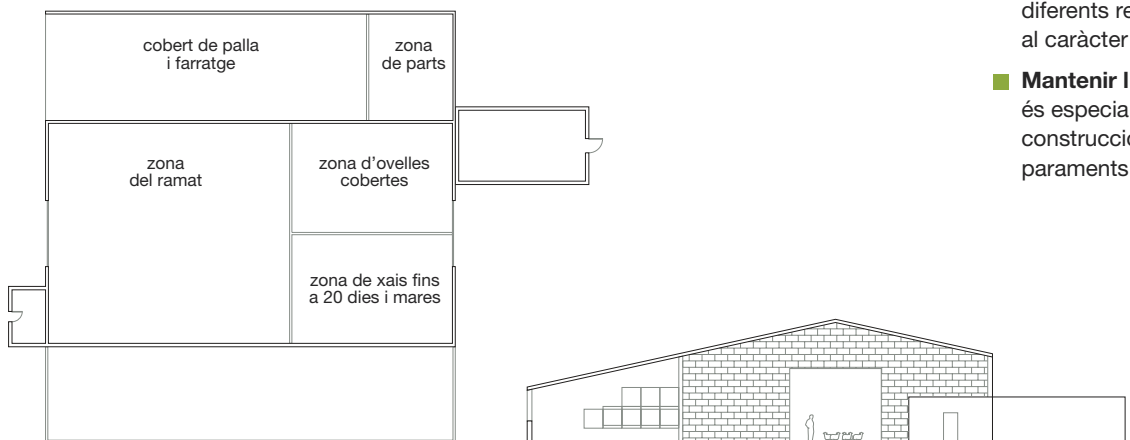 cobert de palla
i farratge
zona
de parts
zona
del ramat
zona d’ovelles
cobertes
zona de xais fins
a 20 dies i mares
diferents re
al caràcter
Mantenir l
és especia
construcci
paraments